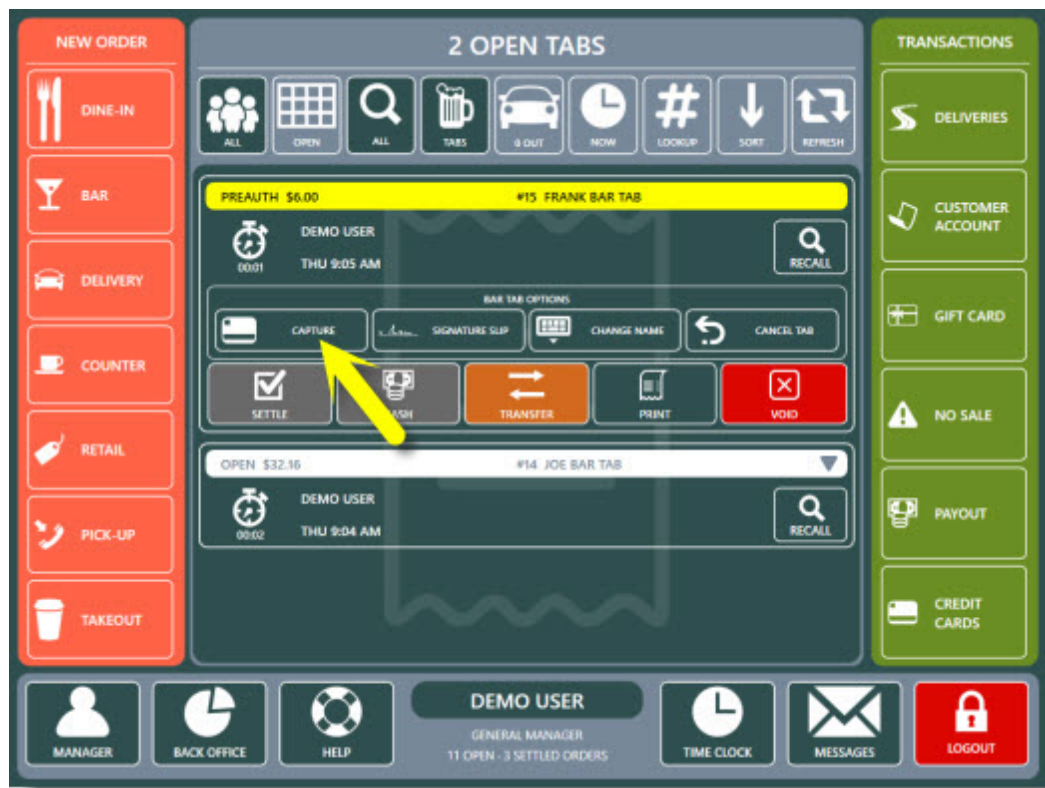 NEW ORDER
DINE-IN
BAR
DELIVERY
COUNTER
RETAIL
PICK-UP
TAKEOUT
2 OPEN TABS
ALL
OPEN
ALL
TABS
0 OUT
NOW
LOOKUP
SORT
REFRESH
PREAUTH $6.00 #15 FRANK BAR TAB
DEMO USER
00:01
THU 9:05 AM
RECALL
BAR TAB OPTIONS
CAPTURE
SIGNATURE SLIP
CHANGE NAME
CANCEL TAB
SETTLE
TRANSFER
PRINT
VOID
OPEN $32.16 #14 JOE BAR TAB
DEMO USER
00:02
THU 9:04 AM
RECALL
TRANSACTIONS
DELIVERIES
CUSTOMER
ACCOUNT
GIFT CARD
NO SALE
PAYOUT
CREDIT
CARDS
MANAGER
BACK OFFICE
HELP
DEMO USER
GENERAL MANAGER
11 OPEN - 3 SETTLED ORDERS
TIME CLOCK
MESSAGES
LOGOUT